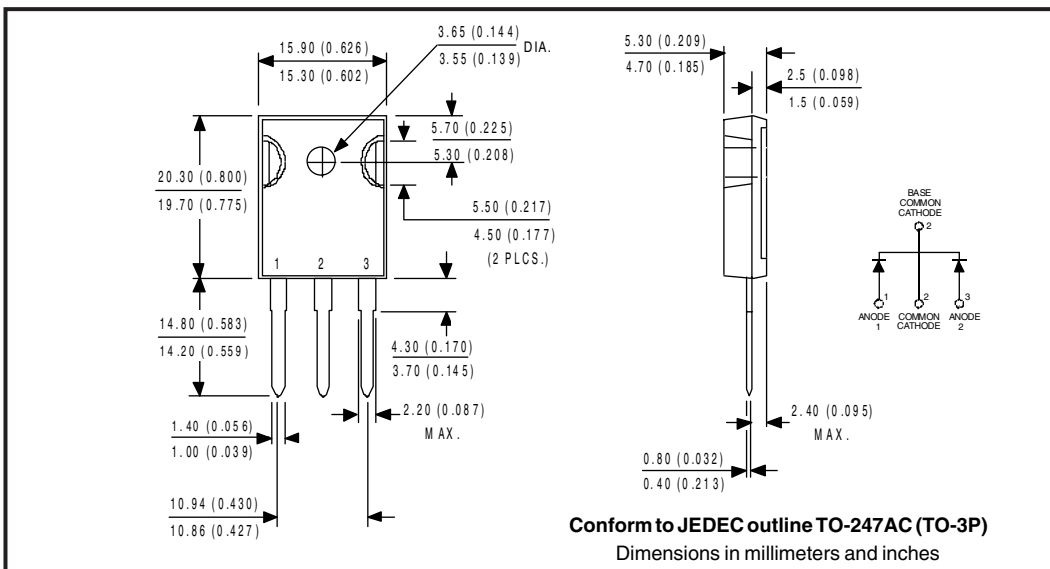 15.90 (0.626)
15.30 (0.602)
3.65 (0.144)
3.55 (0.139)
DIA.
5.70 (0.225)
5.30 (0.208)
20.30 (0.800)
19.70 (0.775)
5.50 (0.217)
4.50 (0.177)
(2 PLCS.)
1 2 3
14.80 (0.583)
14.20 (0.559)
4.30 (0.170)
3.70 (0.145)
2.20 (0.087)
MAX.
1.40 (0.056)
1.00 (0.039)
10.94 (0.430)
10.86 (0.427)
5.30 (0.209)
4.70 (0.185)
2.5 (0.098)
1.5 (0.059)
2.40 (0.095)
MAX.
0.80 (0.032)
0.40 (0.213)
BASE
COMMON
CATHODE
2
1 2 3
ANODE COMMON ANODE
1 CATHODE 2
Conform to JEDEC outline TO-247AC (TO-3P)
Dimensions in millimeters and inches